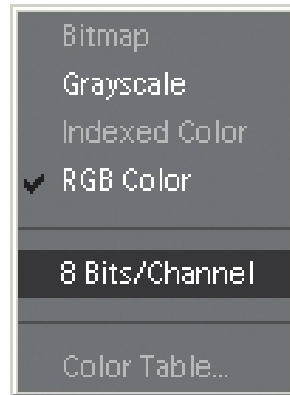 Bitmap
Grayscale
Indexed Color
RGB Color
8 Bits/Channel
Color Table...